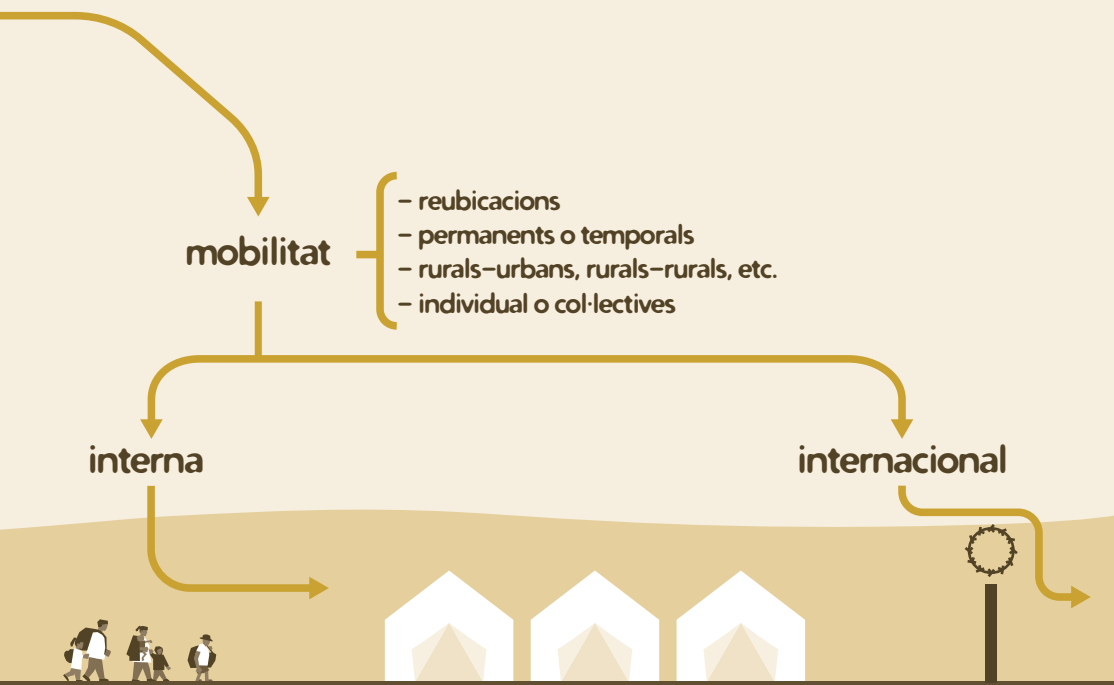 mobilitat
– reubicacions
– permanents o temporals
– rurals–urbans, rurals–rurals, etc.
– individual o col·lectives
interna
internacional